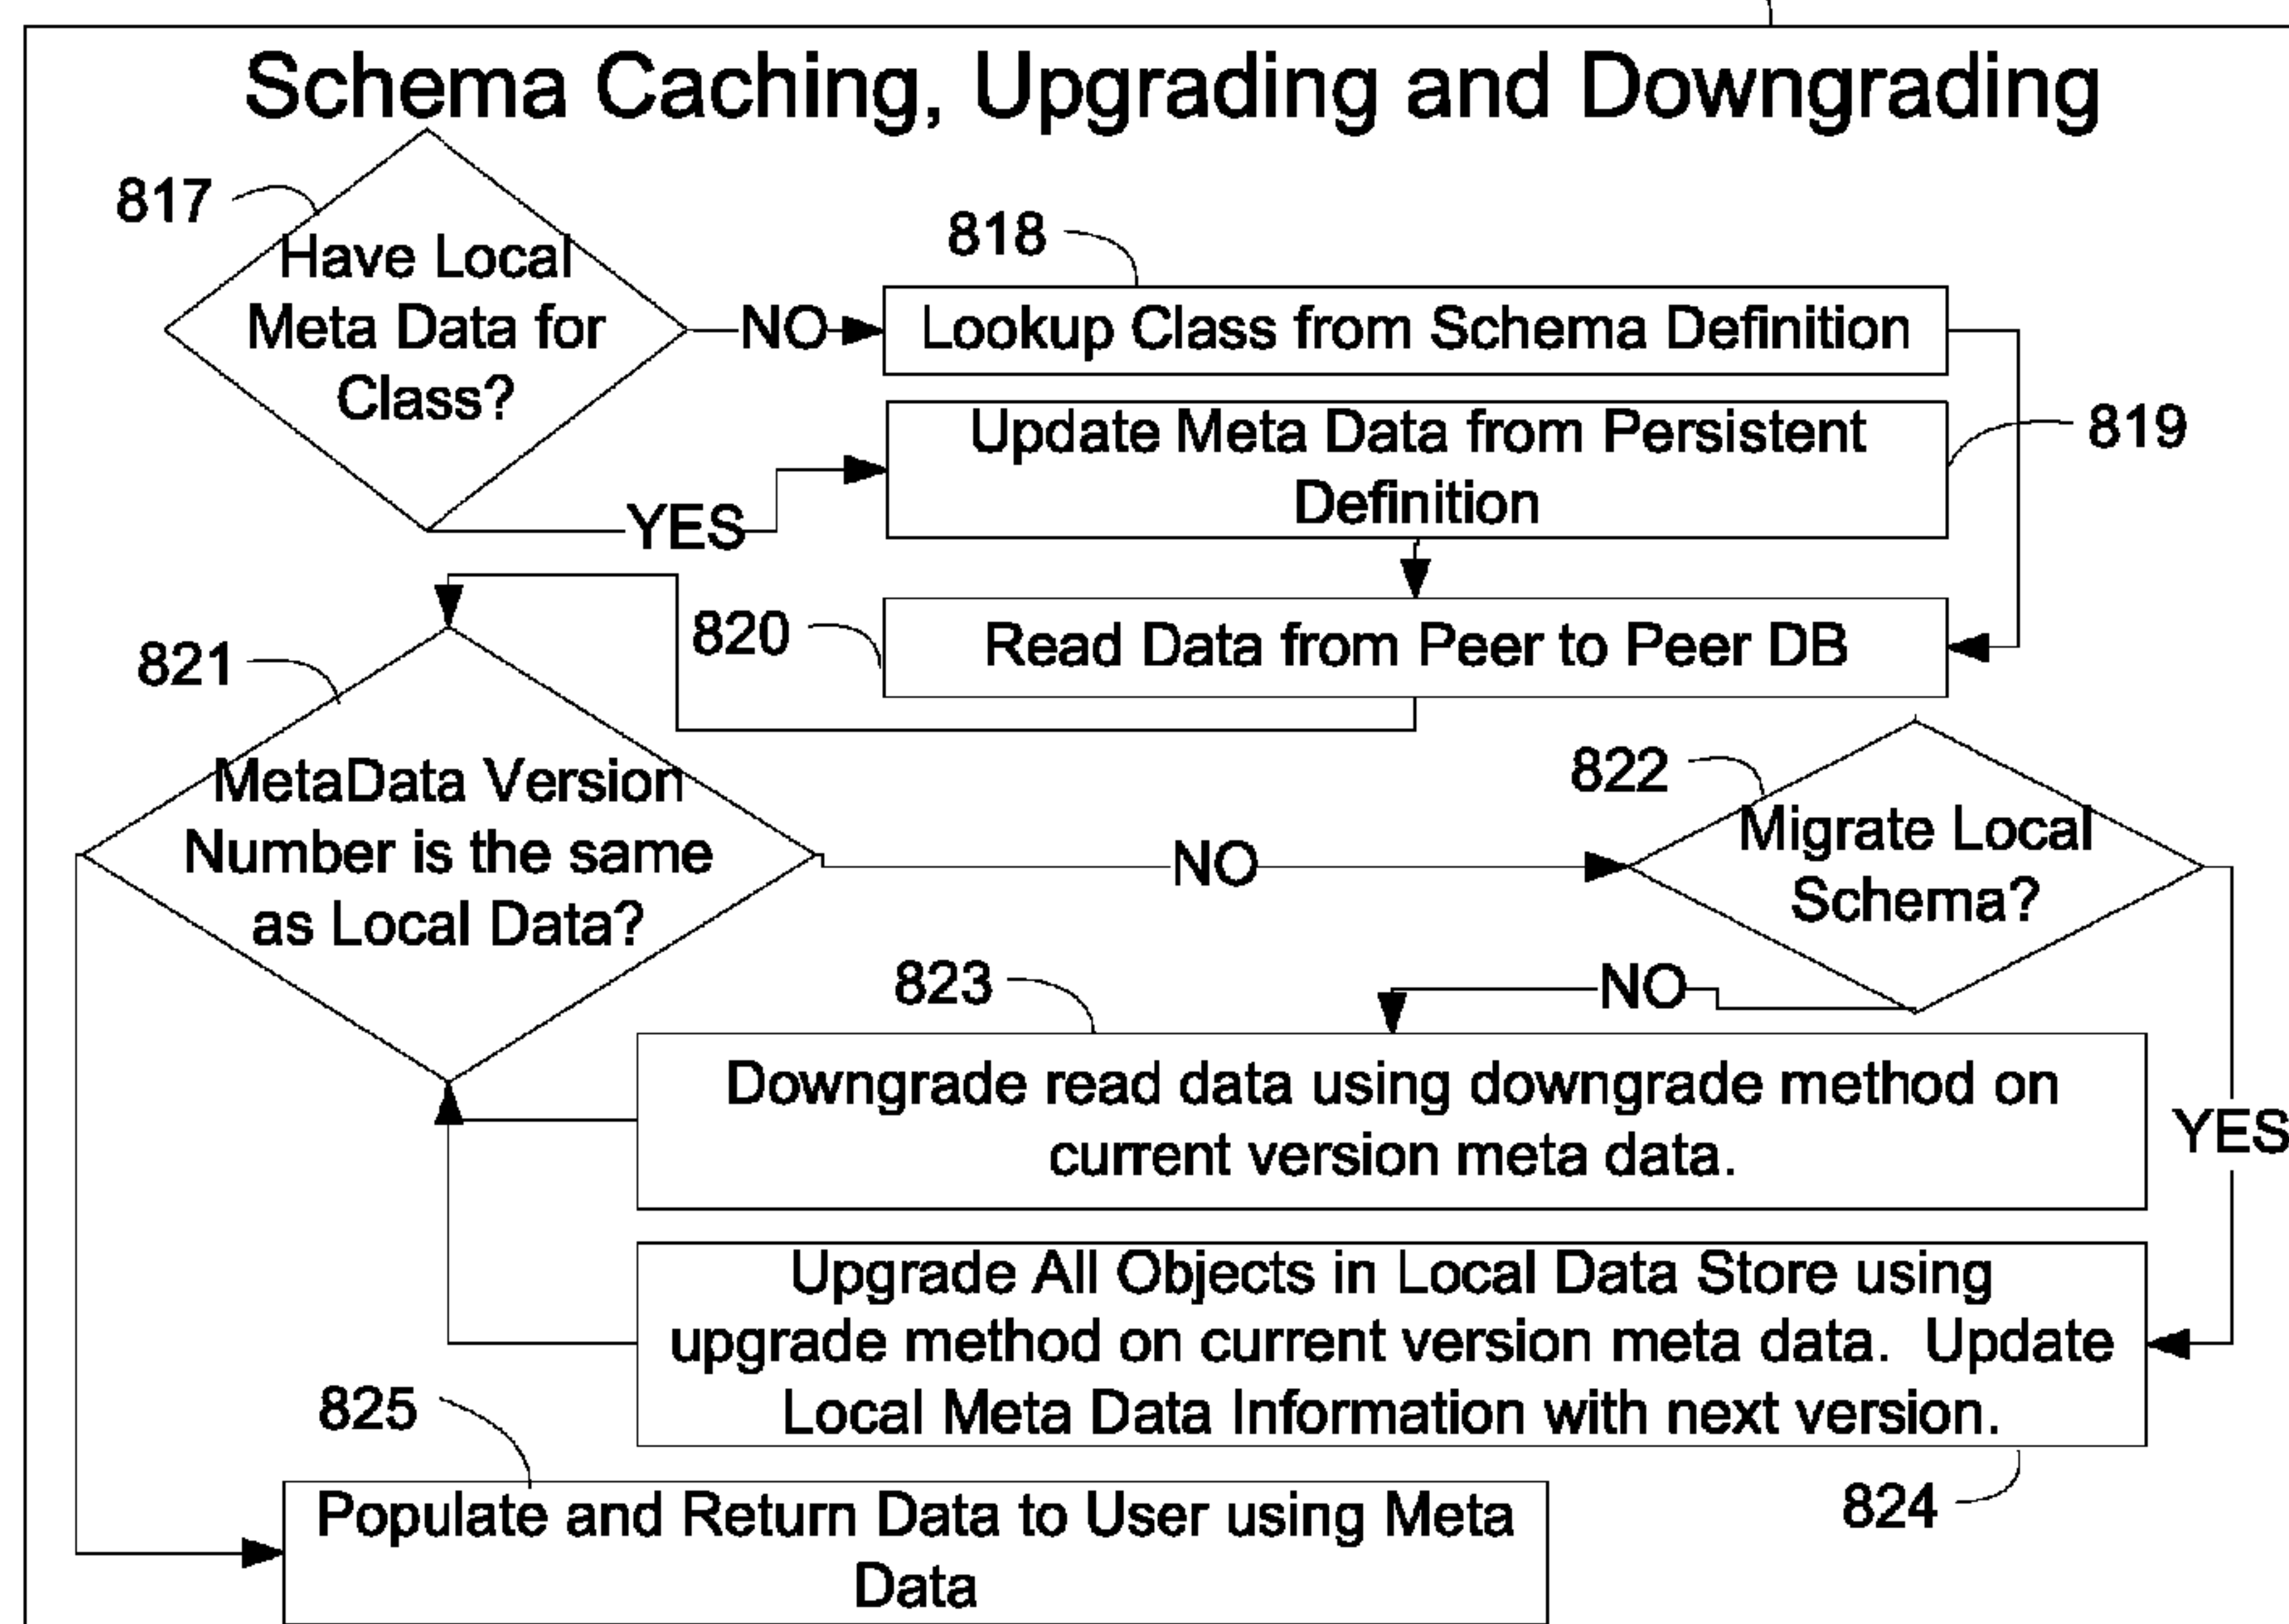 Schema Caching, Upgrading and Downgrading
817
Have Local
Meta Data for
Class?
NO
818
Lookup Class from Schema Definition
Update Meta Data from Persistent
Definition
819
YES
820
Read Data from Peer to Peer DB
821
MetaData Version
Number is the same
as Local Data?
NO
822
Migrate Local
Schema?
NO
YES
823
Downgrade read data using downgrade method on
current version meta data.
Upgrade All Objects in Local Data Store using
upgrade method on current version meta data. Update
Local Meta Data Information with next version.
824
825
Populate and Return Data to User using Meta
Data